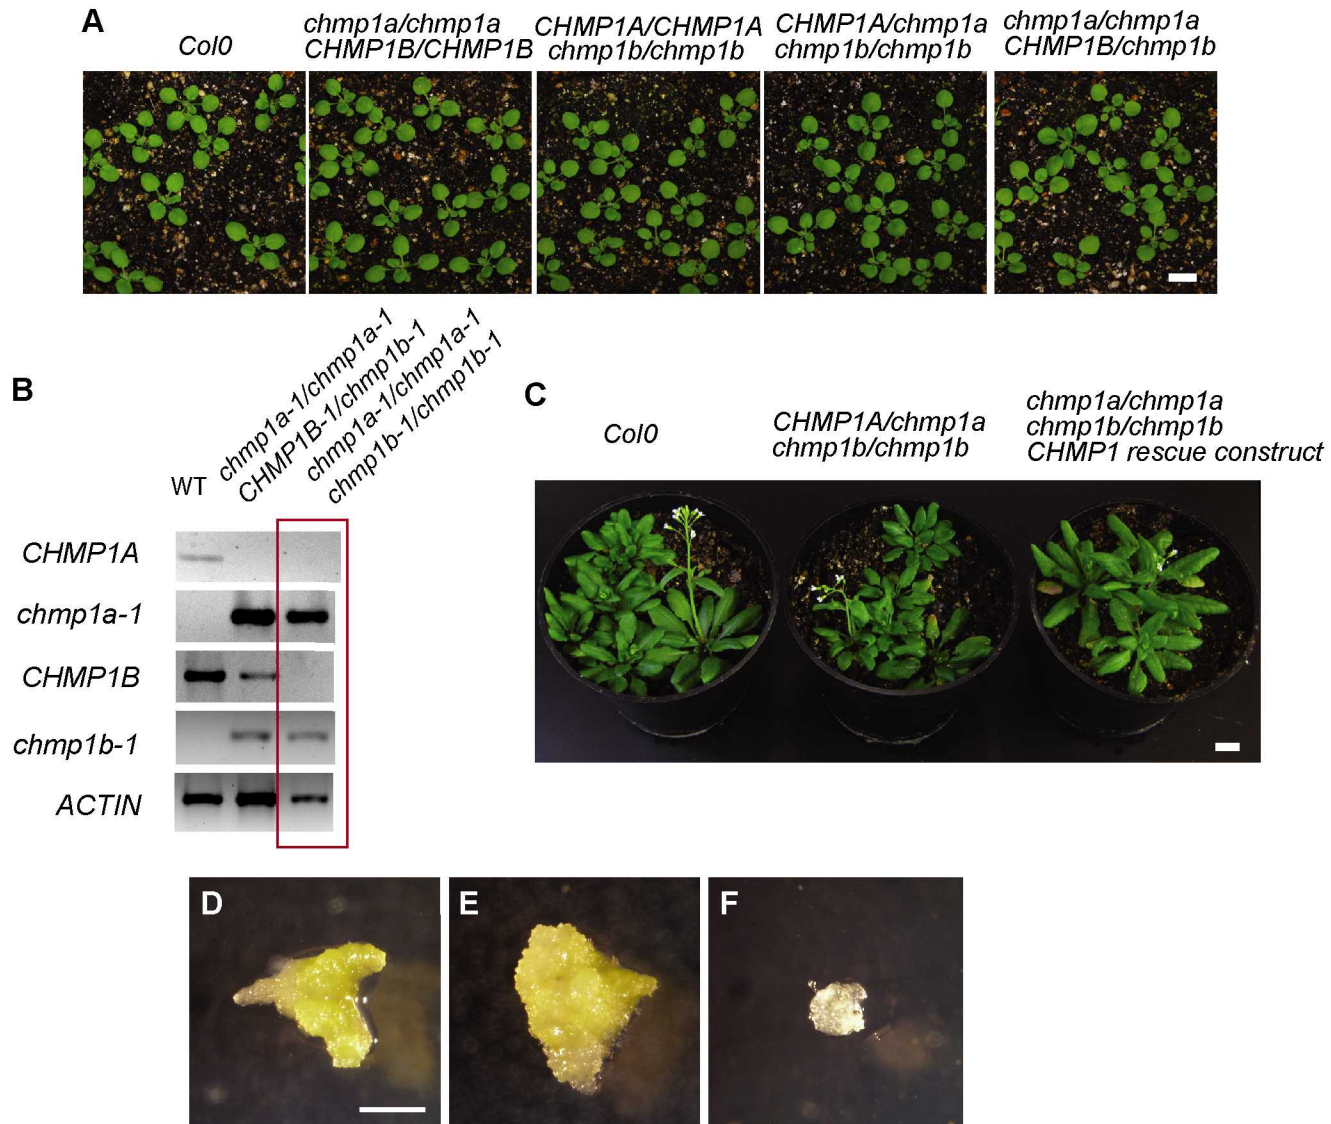 A
Col0
chmp1a/chmp1a
CHMP1B/CHMP1B
CHMP1A/CHMP1A
chmp1b/chmp1b
CHMP1A/chmp1a
chmp1b/chmp1b
chmp1a/chmp1a
CHMP1B/chmp1b
B
WT
chmp1a-1/chmp1a-1
CHMP1B-1/chmp1b-1
chmp1a-1/chmp1a-1
chmp1b-1/chmp1b-1
CHMP1A
chmp1a-1
CHMP1B
chmp1b-1
ACTIN
C
Col0
CHMP1A/chmp1a
chmp1b/chmp1b
chmp1a/chmp1a
chmp1b/chmp1b
CHMP1 rescue construct
D
E
F